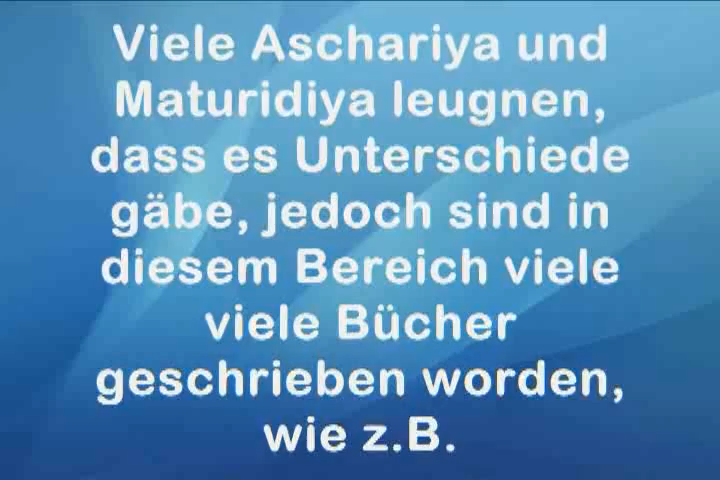 Viele Aschariya und
Maturidiya leugnen,
dass es Unterschiede
gäbe, jedoch sind in
diesem Bereich viele
viele Bücher
geschrieben worden,
wie z.B.